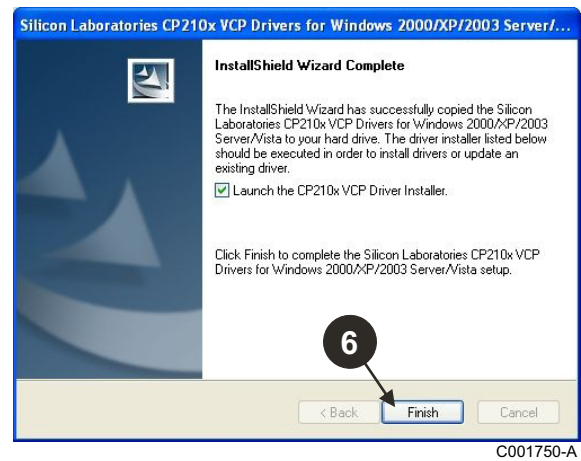 Silicon Laboratories CP210x VCP Drivers for Windows 2000/XP/2003 Server/...
InstallShield Wizard Complete
The InstallShield Wizard has successfully copied the Silicon
Laboratories CP210x VCP Drivers for Windows 2000/XP/2003
Server/Vista to your hard drive. The driver installer listed below
should be executed in order to install drivers or update an
existing driver.
Launch the CP210x VCP Driver Installer.
Click Finish to complete the Silicon Laboratories CP210x VCP
Drivers for Windows 2000/XP/2003 Server/Vista setup.
6
< Back
Finish
Cancel
C001750-A